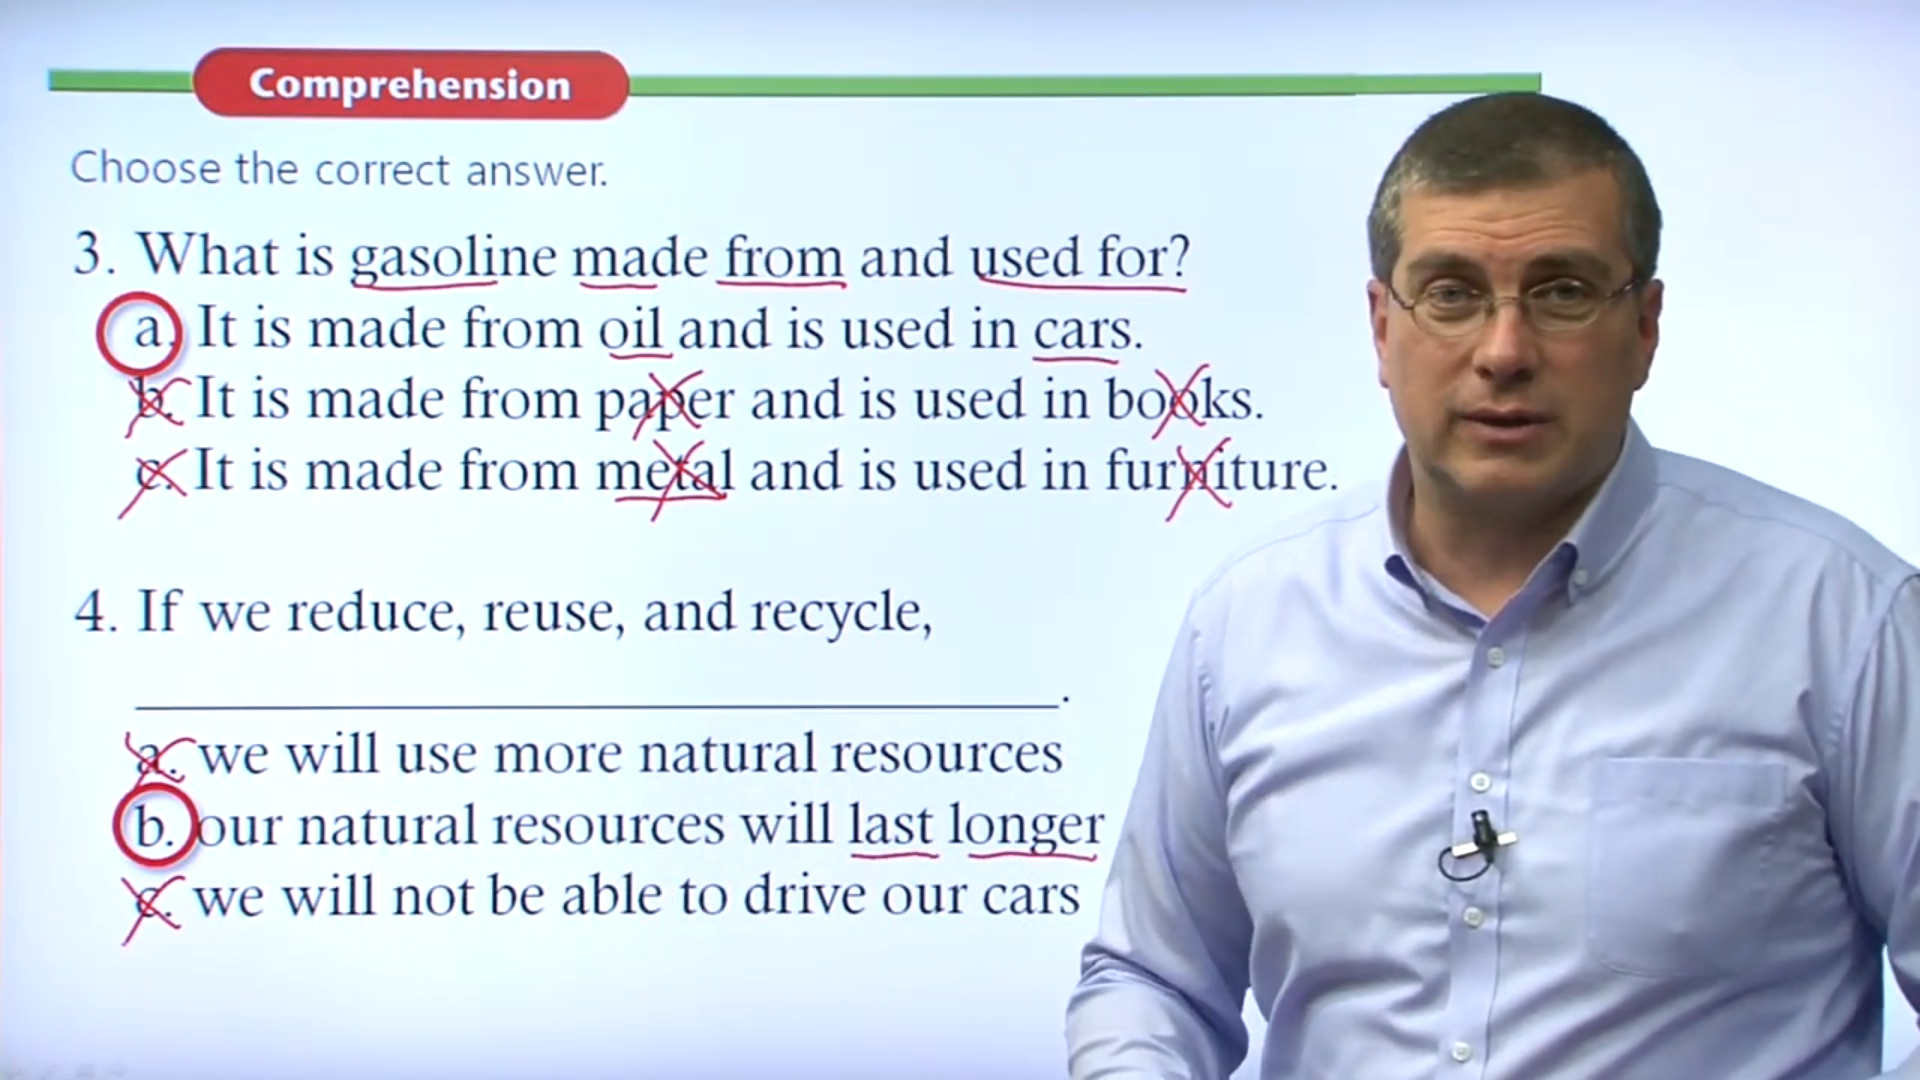 Comprehension
Choose the correct answer.
3. What is gasoline made from and used for?
a. It is made from oil and is used in cars.
b. It is made from paper and is used in books.
c. It is made from metal and is used in furniture.
4. If we reduce, reuse, and recycle,
____________________.
a. we will use more natural resources
b. our natural resources will last longer
c. we will not be able to drive our cars